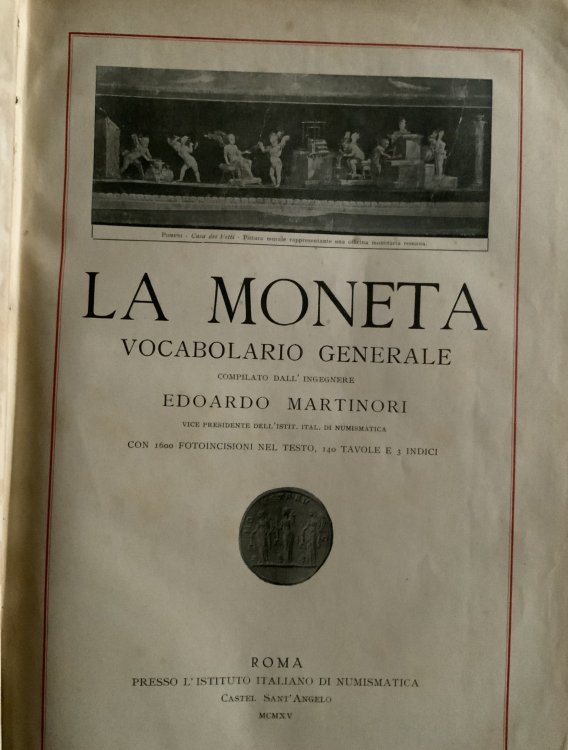 Pompei - Casa dei Vetti - Pittura murale rappresentante una officina monetaria romana.
LA MONETA
VOCABOLARIO GENERALE
COMPILATO DALL' INGEGNERE
EDOARDO MARTINORI
VICE PRESIDENTE DELL'ISTIT. ITAL. DI NUMISMATICA
CON 1600 FOTOINCISIONI NEL TESTO, 140 TAVOLE E 3 INDICI
ROMA
PRESSO L'ISTITUTO ITALIANO DI NUMISMATICA
CASTEL SANT'ANGELO
MCMXV